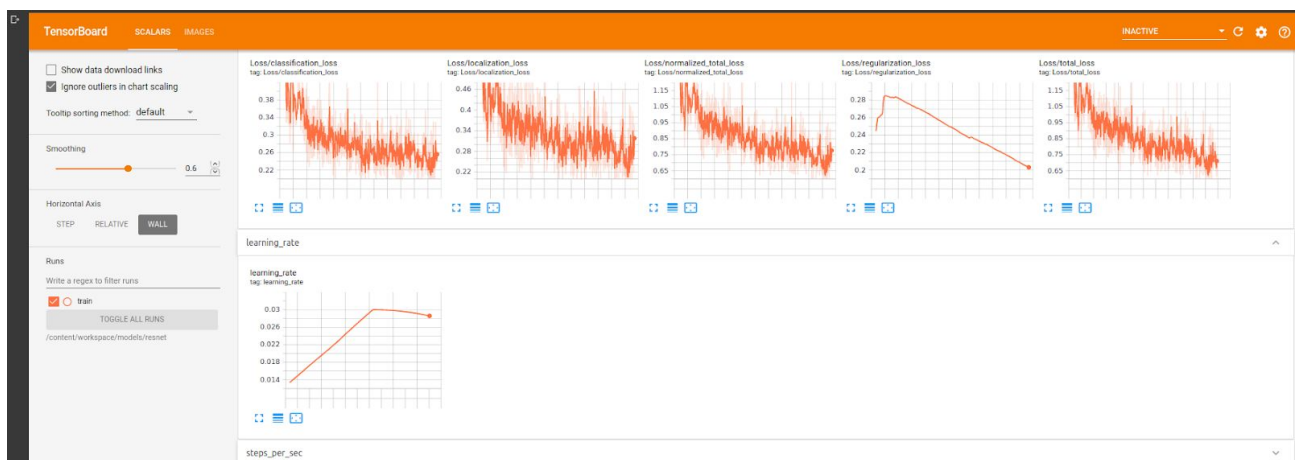 TensorBoard SCALARS IMAGES INACTIVE
Show data download links
Ignore outliers in chart scaling
Tooltip sorting method: default
Smoothing
0.6
Horizontal Axis
STEP RELATIVE WALL
Runs
Write a regex to filter runs
train
TOGGLE ALL RUNS
/content/workspace/models/resnet
Loss/classification_loss
tag: Loss/classification_loss
0.38
0.34
0.3
0.26
0.22
Loss/localization_loss
tag: Loss/localization_loss
0.46
0.4
0.34
0.28
0.22
Loss/normalized_total_loss
tag: Loss/normalized_total_loss
1.15
1.05
0.95
0.85
0.75
0.65
Loss/regularization_loss
tag: Loss/regularization_loss
0.28
0.26
0.24
0.22
0.2
Loss/total_loss
tag: Loss/total_loss
1.15
1.05
0.95
0.85
0.75
0.65
learning_rate
learning_rate
tag: learning_rate
0.03
0.026
0.022
0.018
0.014
steps_per_sec